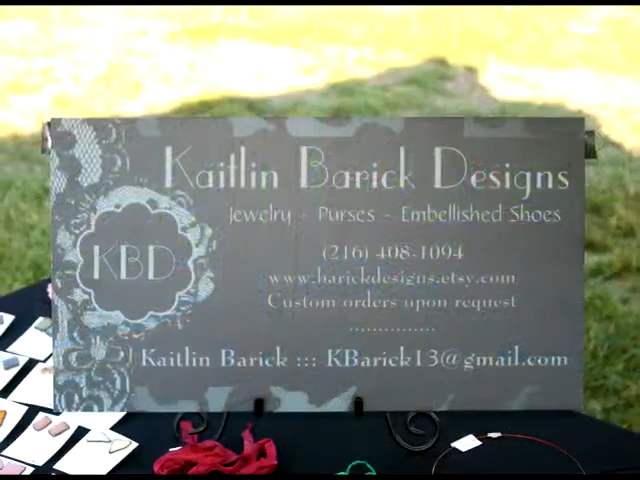 Kaitlin Barick Designs
Jewelry - Purses - Embellished Shoes
KBD
(216) 408-1094
www.barickdesigns.etsy.com
Custom orders upon request
Kaitlin Barick ::: KBarick13@gmail.com